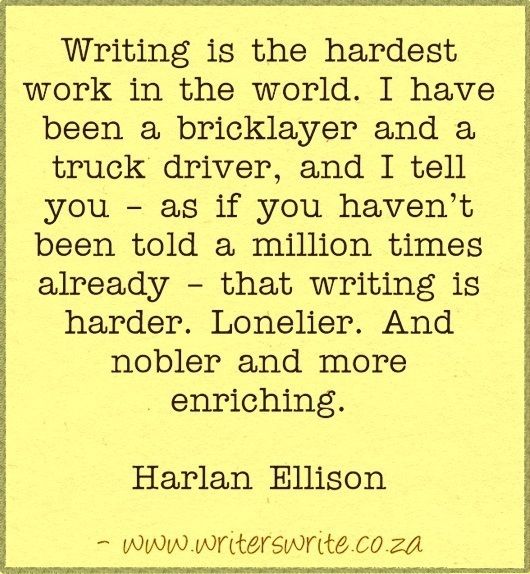 Writing is the hardest
work in the world. I have
been a bricklayer and a
truck driver, and I tell
you – as if you haven't
been told a million times
already – that writing is
harder. Lonelier. And
nobler and more
enriching.
Harlan Ellison
- www.writerswrite.co.za